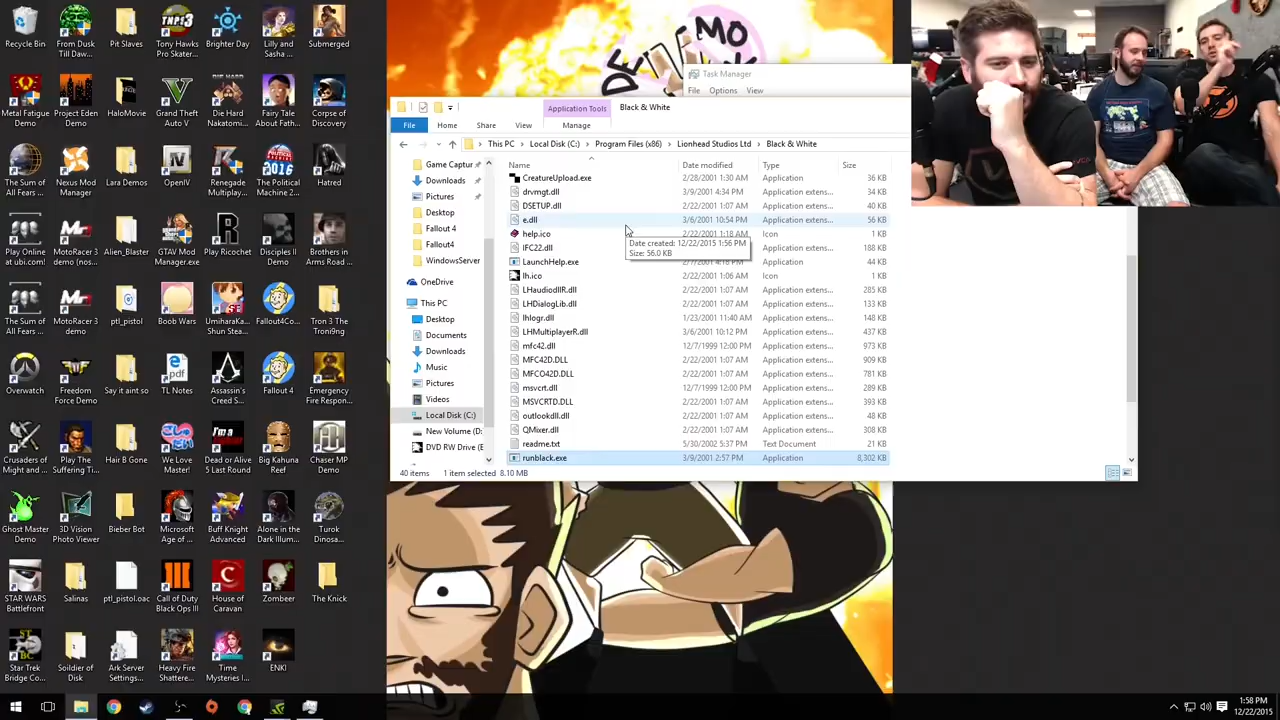 Recycle Bin
From Dusk Till Dawn
Pit Slaves
Tony Hawks Pro Skater...
Brighter Day
Lilly and Sasha
Submerged
Metal Fatigue Demo
Project Eden Demo
HaloMovie
Grand Theft Auto V
Die Hard Nakatomi...
Fairy Tale About...
Corpse of Discovery
The Sum of All Fears ...
Nexus Mod Manager
Lara Demo
OpenIV
Renegade Demo
The Political Machine 2016
Among the Sleep
Play Online at ubi.com!
Diablo II
Alien_Blaster
GTAV Mod Manager.exe
The Hunger Project
Brothers in Arms Road ...
The Sum of All Fears ...
MotoRacer 3 demo
ptl_pistol
Boob Wars
UmiharaKa... Shun Steak...
Fallout4Co...
Tron 3 The Troni9ng
Overwatch
Freedom Force Demo
Say it aint so
TL Notes
Assassin's Creed
Fallout 4
Emergency Fire Response
Crusaders of Might and ...
Play The Suffering Ti...
Hair B Gone
We Love Master!
Dead or Alive 5 Last Round
Big Kahuna Reef
Chaser MP Demo
Ghost Master Demo
3D Vision Photo Viewer
Bieber Bot
Microsoft Age of ...
Buff Knight Advanced
Alone in the Dark Illum...
Turok Dinosau...
STAR WARS Battlefront
Salinas
ptl_pistol.oac
Call of Duty Black Ops III
House of Caravan
Zombeer
The Knick
Star Trek Bridge Co...
Soildier of Disaster
Ark Server Settings...
Heavy Fire Shattered...
Time Mysteries I...
ENKI
Task Manager
File Options View
Application Tools Black & White
File Home Share View Manage
This PC Local Disk (C:) Program Files (x86) Lionhead Studios Ltd Black & White
Game Captur
Downloads
Pictures
Desktop
Fallout 4
Fallout4
WindowsServer
OneDrive
This PC
Desktop
Documents
Downloads
Music
Pictures
Videos
Local Disk (C:)
New Volume (D:
DVD RW Drive (E
Name Date modified Type Size
CreatureUpload.exe 2/28/2001 1:30 AM Application 36 KB
drvmgt.dll 3/9/2001 4:34 PM Application extens... 34 KB
DSETUP.dll 2/22/2001 1:07 AM Application extens... 40 KB
e.dll 3/6/2001 10:54 PM Application extens... 56 KB
help.ico 2/22/2001 1:18 AM Icon 1 KB
IFC22.dll Application extens... 188 KB
LaunchHelp.exe Application 44 KB
lh.ico 2/22/2001 1:06 AM Icon 1 KB
LHaudiodllR.dll 2/22/2001 1:07 AM Application extens... 285 KB
LHDialogLib.dll 2/22/2001 1:07 AM Application extens... 133 KB
lhlogr.dll 1/23/2001 11:40 AM Application extens... 148 KB
LHMultiplayerR.dll 3/6/2001 10:12 PM Application extens... 437 KB
mfc42.dll 12/7/1999 12:00 PM Application extens... 973 KB
MFC42D.DLL 2/22/2001 1:07 AM Application extens... 909 KB
MFCO42D.DLL 2/22/2001 1:07 AM Application extens... 781 KB
msvcrt.dll 12/7/1999 12:00 PM Application extens... 289 KB
MSVCRTD.DLL 2/22/2001 1:07 AM Application extens... 393 KB
outlookdll.dll 2/22/2001 1:07 AM Application extens... 48 KB
QMixer.dll 2/22/2001 1:07 AM Application extens... 308 KB
readme.txt 5/30/2002 5:37 PM Text Document 21 KB
runblack.exe 3/9/2001 2:57 PM Application 8,302 KB
Date created: 12/22/2015 1:56 PM
Size: 56.0 KB
40 items 1 item selected 8.10 MB
1:58 PM
12/22/2015